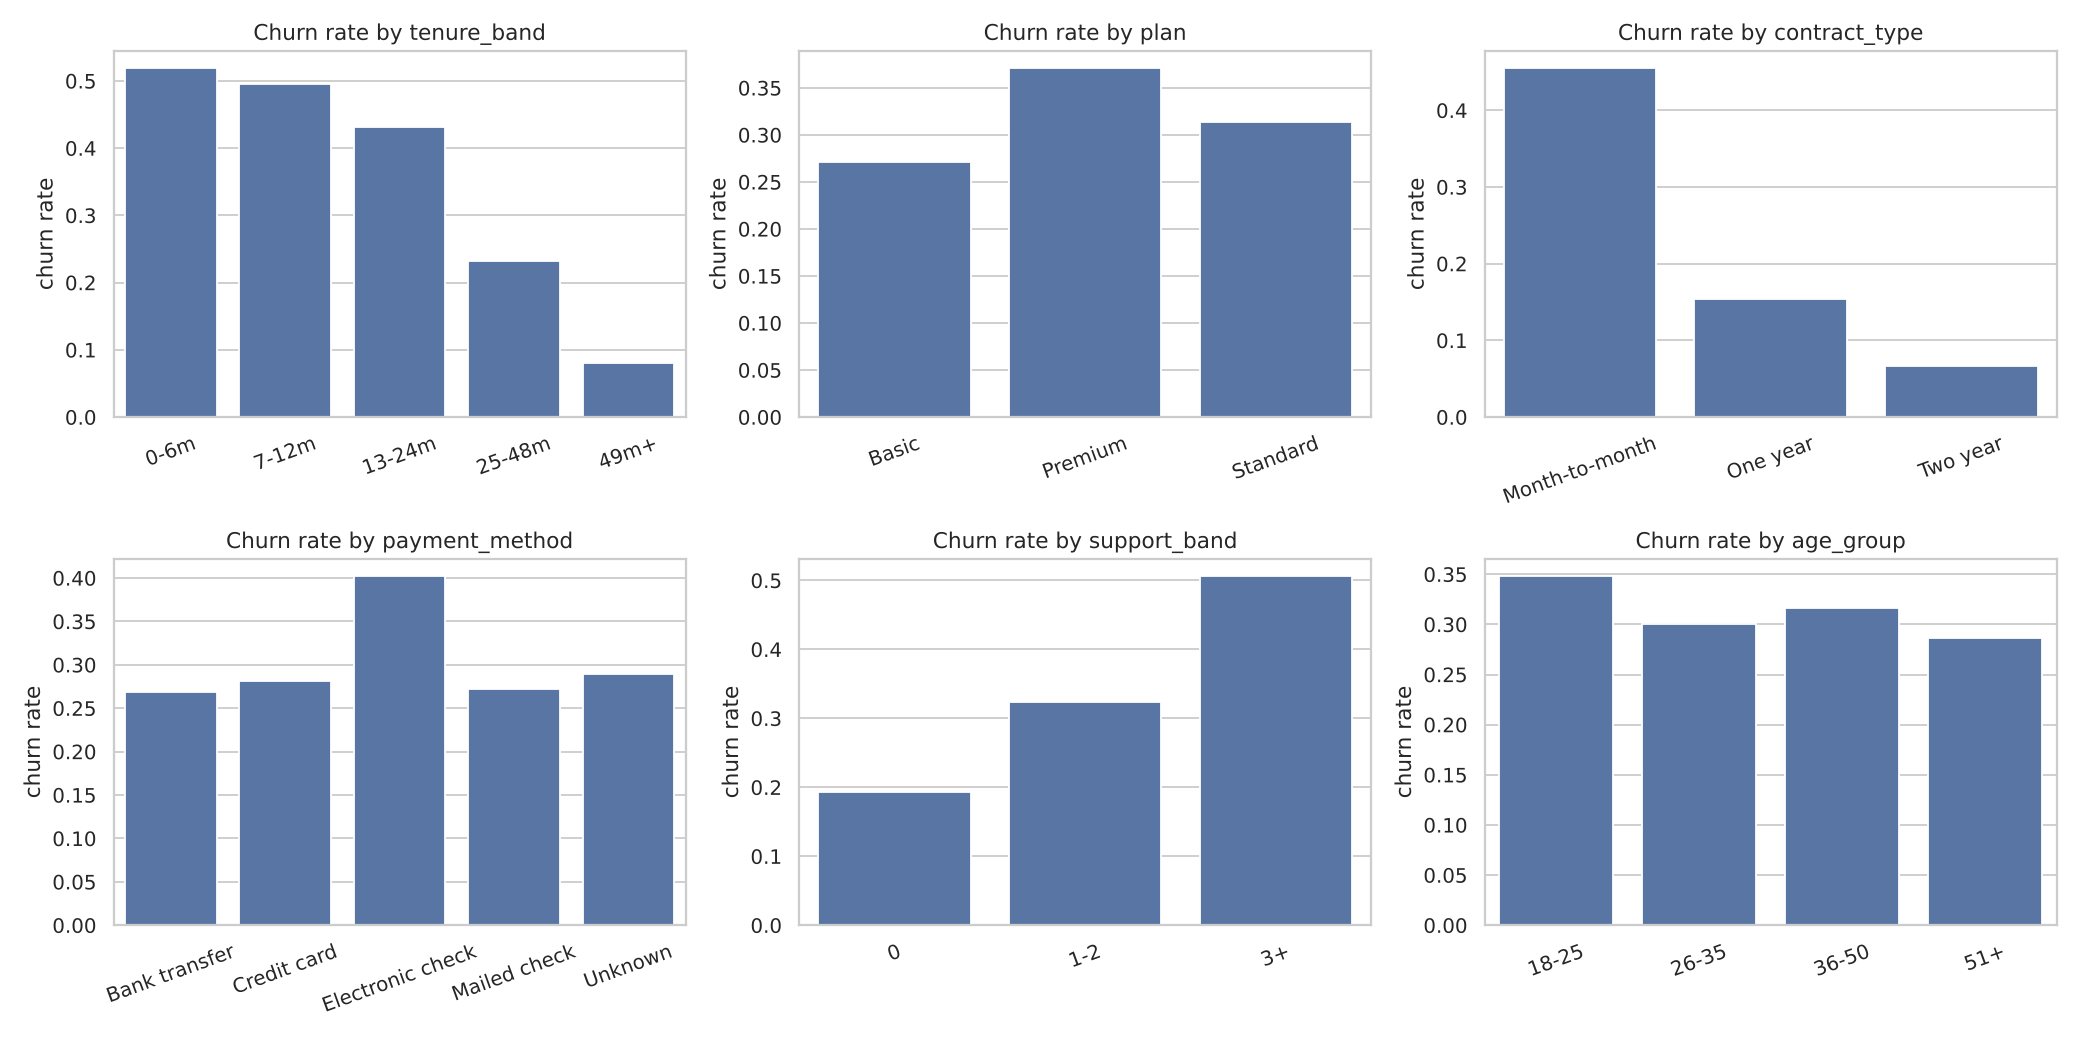 Churn rate by tenure_band
churn rate
0.5
0.4
0.3
0.2
0.1
0.0
0-6m
7-12m
13-24m
25-48m
49m+
Churn rate by plan
churn rate
0.35
0.30
0.25
0.20
0.15
0.10
0.05
0.00
Basic
Premium
Standard
Churn rate by contract_type
churn rate
0.4
0.3
0.2
0.1
0.0
Month-to-month
One year
Two year
Churn rate by payment_method
churn rate
0.40
0.35
0.30
0.25
0.20
0.15
0.10
0.05
0.00
Bank transfer
Credit card
Electronic check
Mailed check
Unknown
Churn rate by support_band
churn rate
0.5
0.4
0.3
0.2
0.1
0.0
0
1-2
3+
Churn rate by age_group
churn rate
0.35
0.30
0.25
0.20
0.15
0.10
0.05
0.00
18-25
26-35
36-50
51+